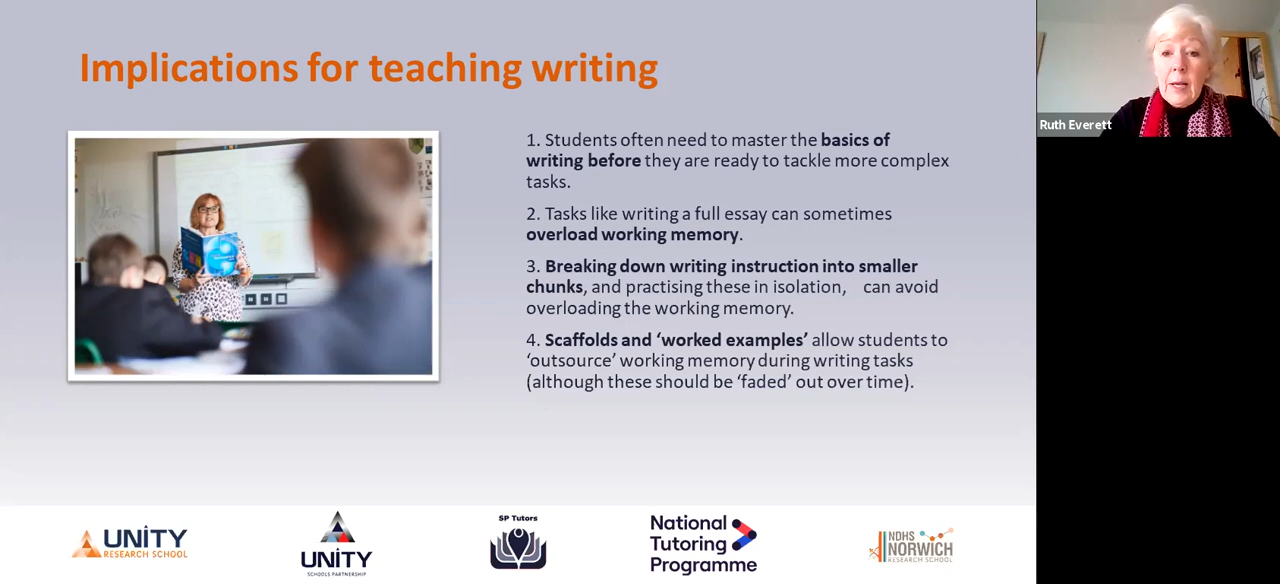 Implications for teaching writing
1. Students often need to master the basics of
writing before they are ready to tackle more complex
tasks.
2. Tasks like writing a full essay can sometimes
overload working memory.
3. Breaking down writing instruction into smaller
chunks, and practising these in isolation, can avoid
overloading the working memory.
4. Scaffolds and ‘worked examples’ allow students to
‘outsource’ working memory during writing tasks
(although these should be ‘faded’ out over time).
Ruth Everett
UNITY
RESEARCH SCHOOL
UNITY
SCHOOLS PARTNERSHIP
SP Tutors
National
Tutoring
Programme
NDHS
NORWICH
RESEARCH SCHOOL